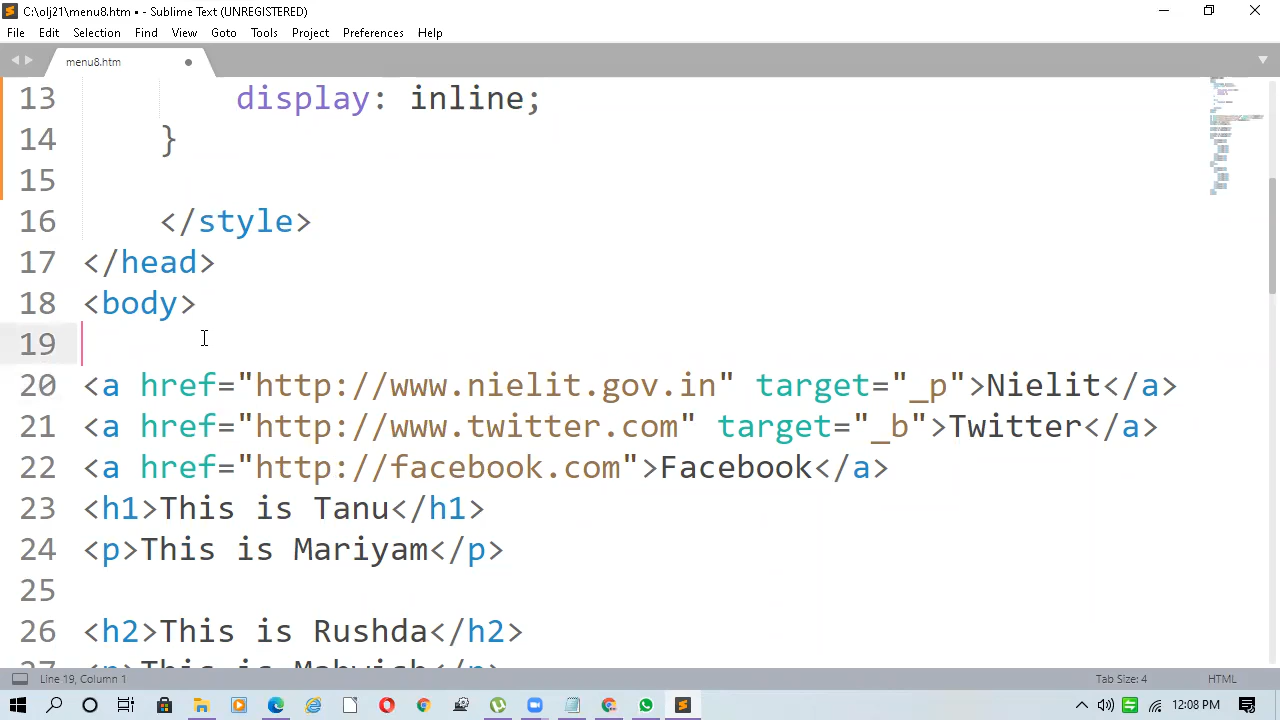 C:\olj21\menu8.htm • - Sublime Text (UNREGISTERED)
File Edit Selection Find View Goto Tools Project Preferences Help
menu8.htm
13 display: inline;
14 }
15
16 </style>
17 </head>
18 <body>
19
20 <a href="http://www.nielit.gov.in" target="_p">Nielit</a>
21 <a href="http://www.twitter.com" target="_b">Twitter</a>
22 <a href="http://facebook.com">Facebook</a>
23 <h1>This is Tanu</h1>
24 <p>This is Mariyam</p>
25
26 <h2>This is Rushda</h2>
27 <p>This is Mahwish</p>
Line 19, Column 1 Tab Size: 4 HTML
12:08 PM